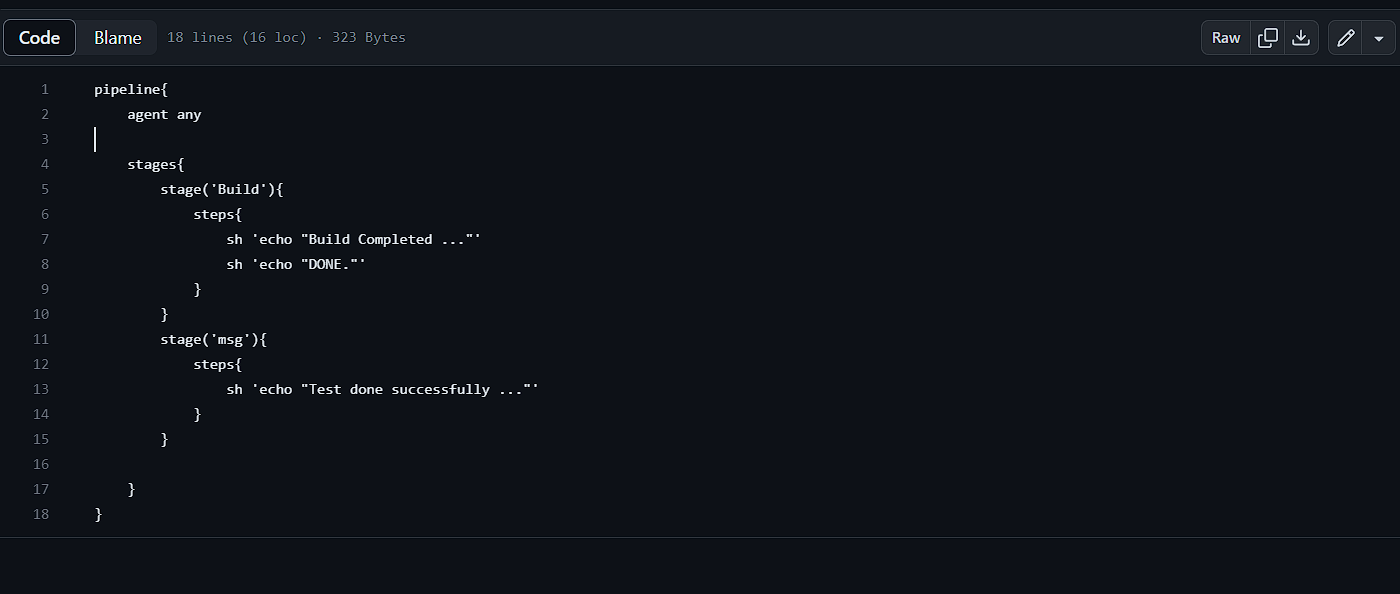 Code Blame 18 lines (16 loc) · 323 Bytes Raw
1 pipeline{
2     agent any
3
4     stages{
5         stage('Build'){
6             steps{
7                 sh 'echo "Build Completed ..."'
8                 sh 'echo "DONE."'
9             }
10         }
11         stage('msg'){
12             steps{
13                 sh 'echo "Test done successfully ..."'
14             }
15         }
16
17     }
18 }